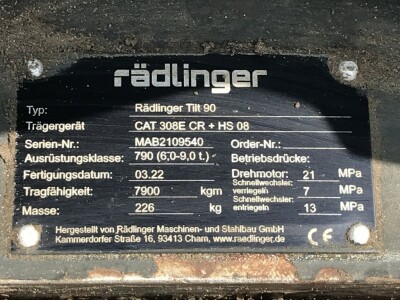 rädlinger
Typ: Rädlinger Tilt 90
Trägergerät CAT 308E CR + HS 08
Serien-Nr.: MAB2109540 Order-Nr.:
Ausrüstungsklasse: 790 (6,0-9,0 t.) Betriebsdrücke:
Fertigungsdatum: 03.22 Drehmotor: 21 MPa
Tragfähigkeit: 7900 kgm Schnellwechsler: verriegeln 7 MPa
Masse: 226 kg Schnellwechsler: entriegeln 13 MPa
Hergestellt von Rädlinger Maschinen- und Stahlbau GmbH
Kammerdorfer Straße 16, 93413 Cham, www.raedlinger.de CE